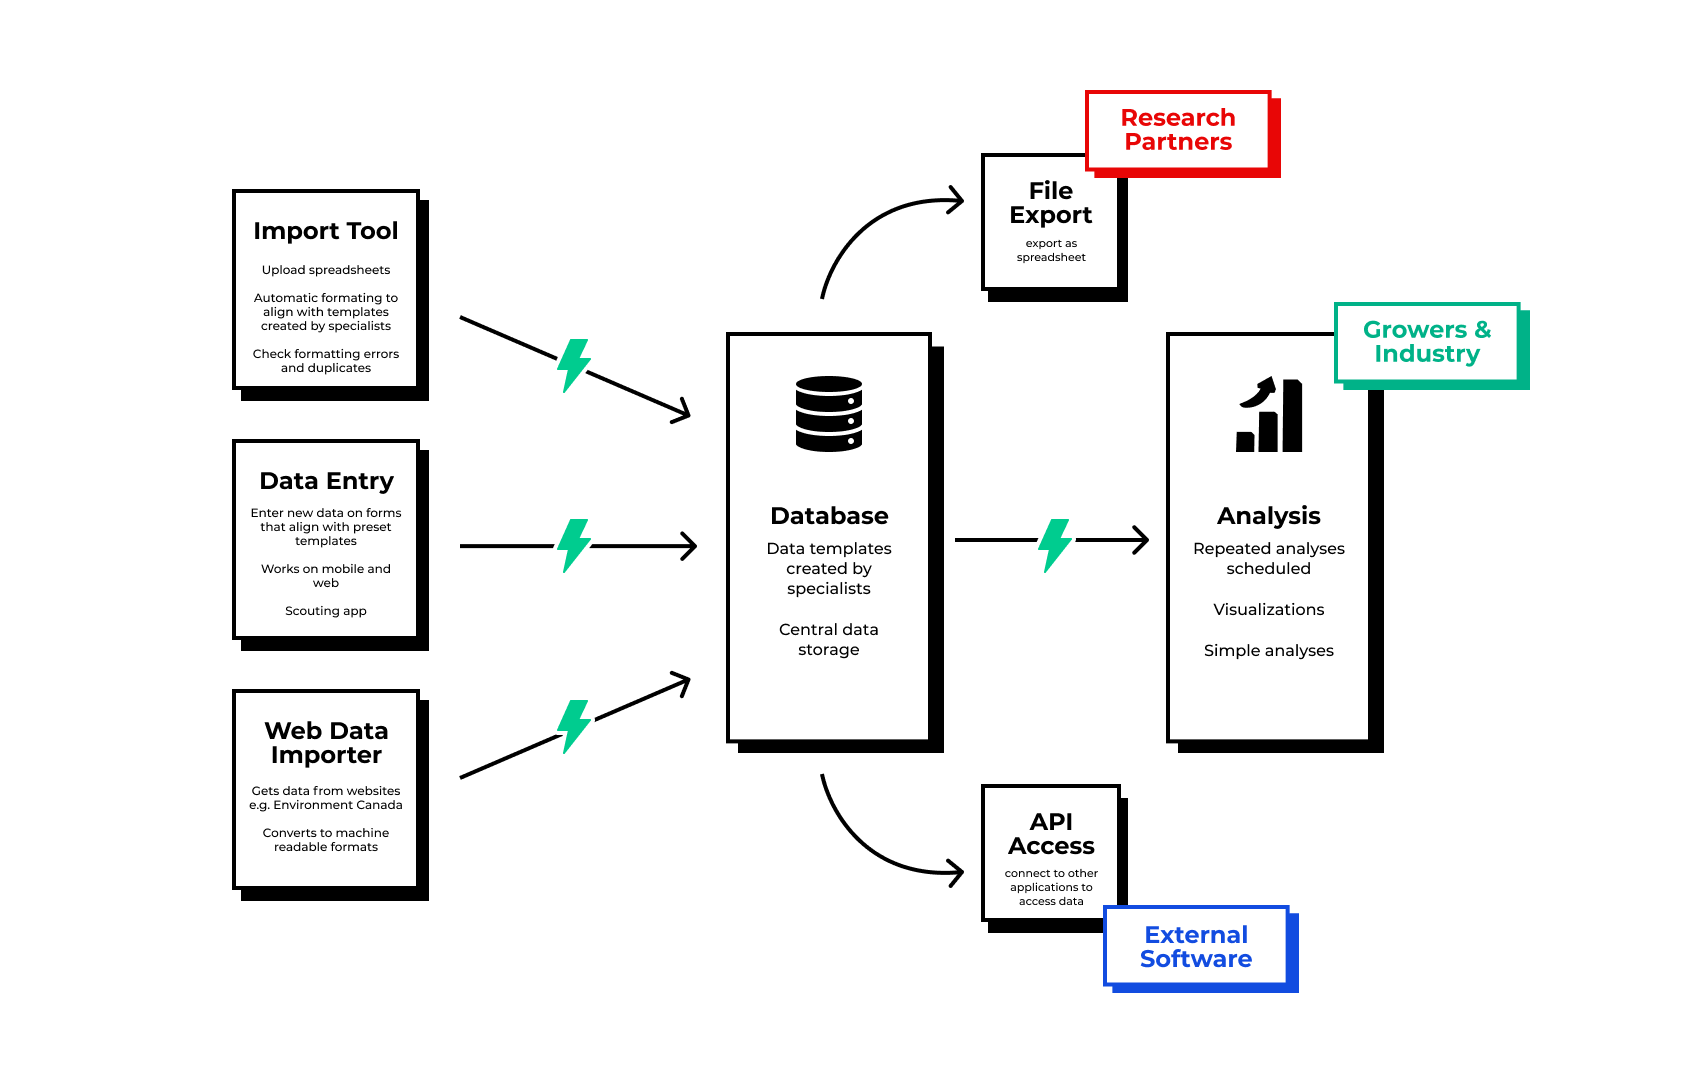 Import Tool
Upload spreadsheets
Automatic formating to
align with templates
created by specialists
Check formatting errors
and duplicates
Data Entry
Enter new data on forms
that align with preset
templates
Works on mobile and
web
Scouting app
Web Data
Importer
Gets data from websites
e.g. Environment Canada
Converts to machine
readable formats
Database
Data templates
created by
specialists
Central data
storage
Research
Partners
File
Export
export as
spreadsheet
Growers &
Industry
Analysis
Repeated analyses
scheduled
Visualizations
Simple analyses
API
Access
connect to other
applications to
access data
External
Software